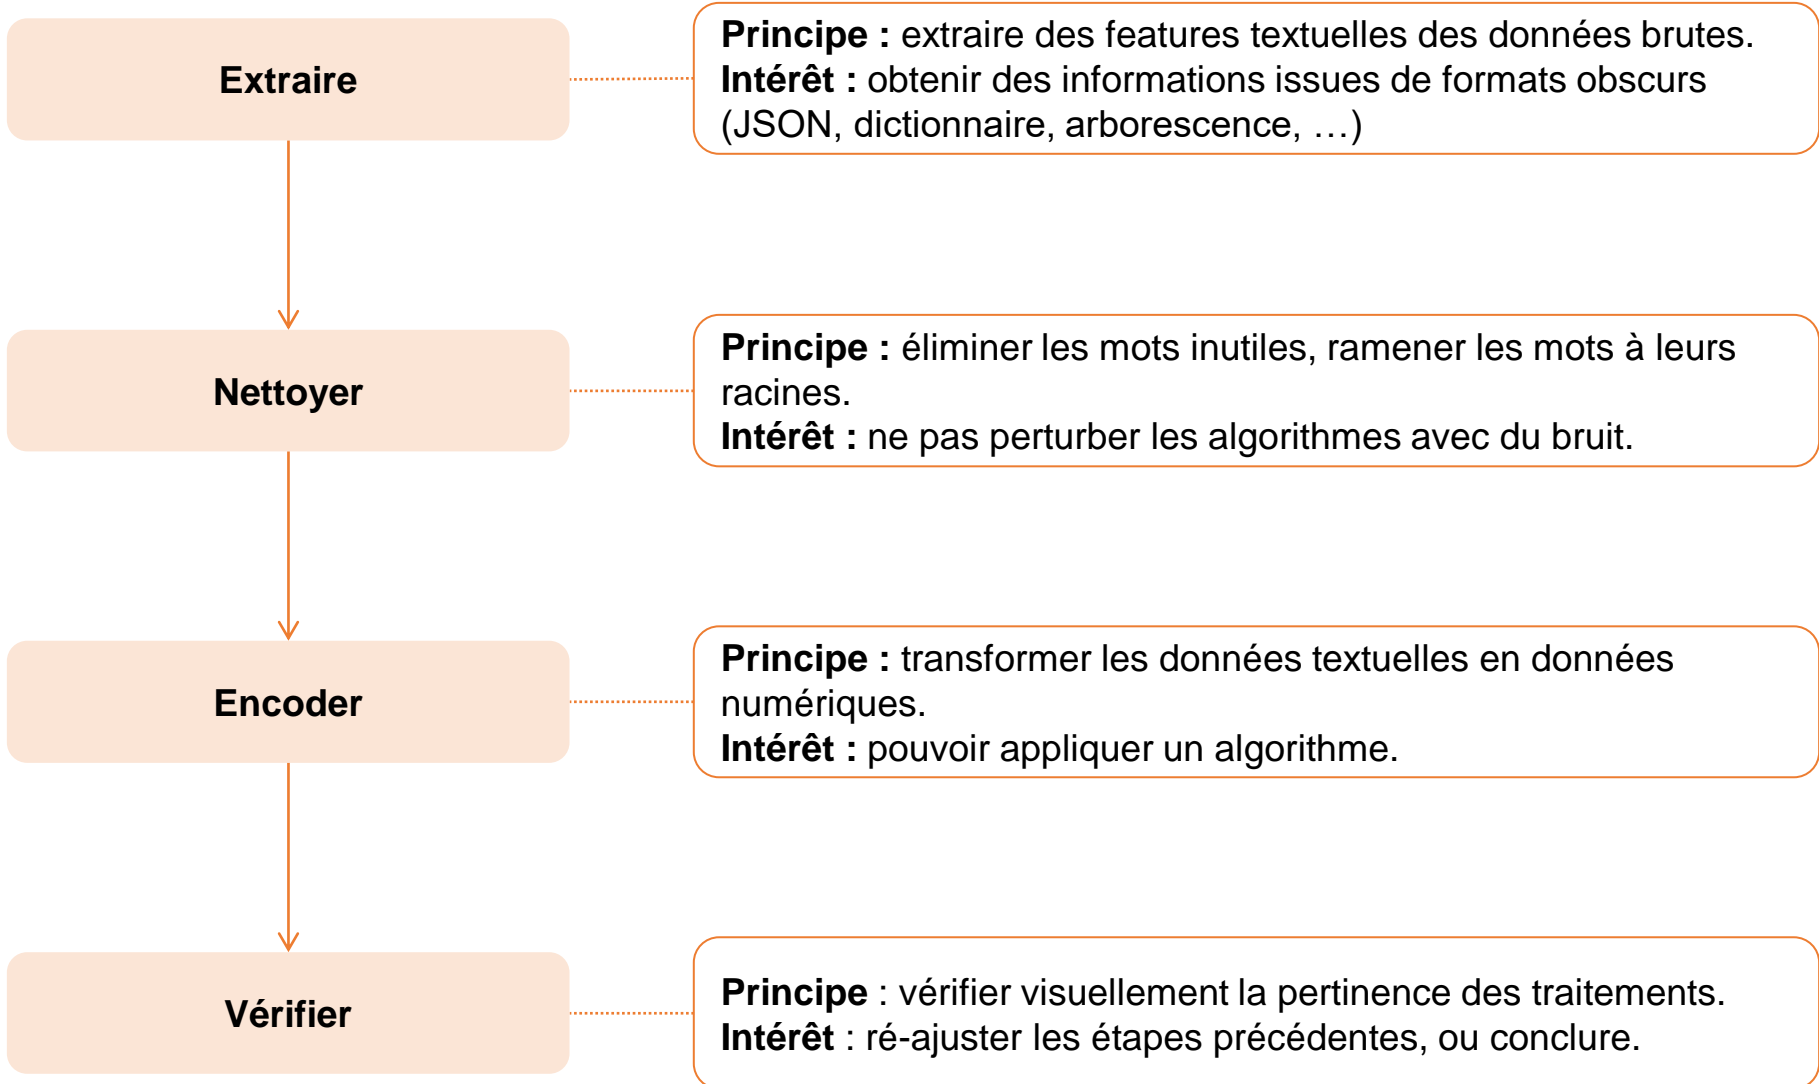 Extraire
Principe : extraire des features textuelles des données brutes.
Intérêt : obtenir des informations issues de formats obscurs
(JSON, dictionnaire, arborescence, …)
Nettoyer
Principe : éliminer les mots inutiles, ramener les mots à leurs
racines.
Intérêt : ne pas perturber les algorithmes avec du bruit.
Encoder
Principe : transformer les données textuelles en données
numériques.
Intérêt : pouvoir appliquer un algorithme.
Vérifier
Principe : vérifier visuellement la pertinence des traitements.
Intérêt : ré-ajuster les étapes précédentes, ou conclure.